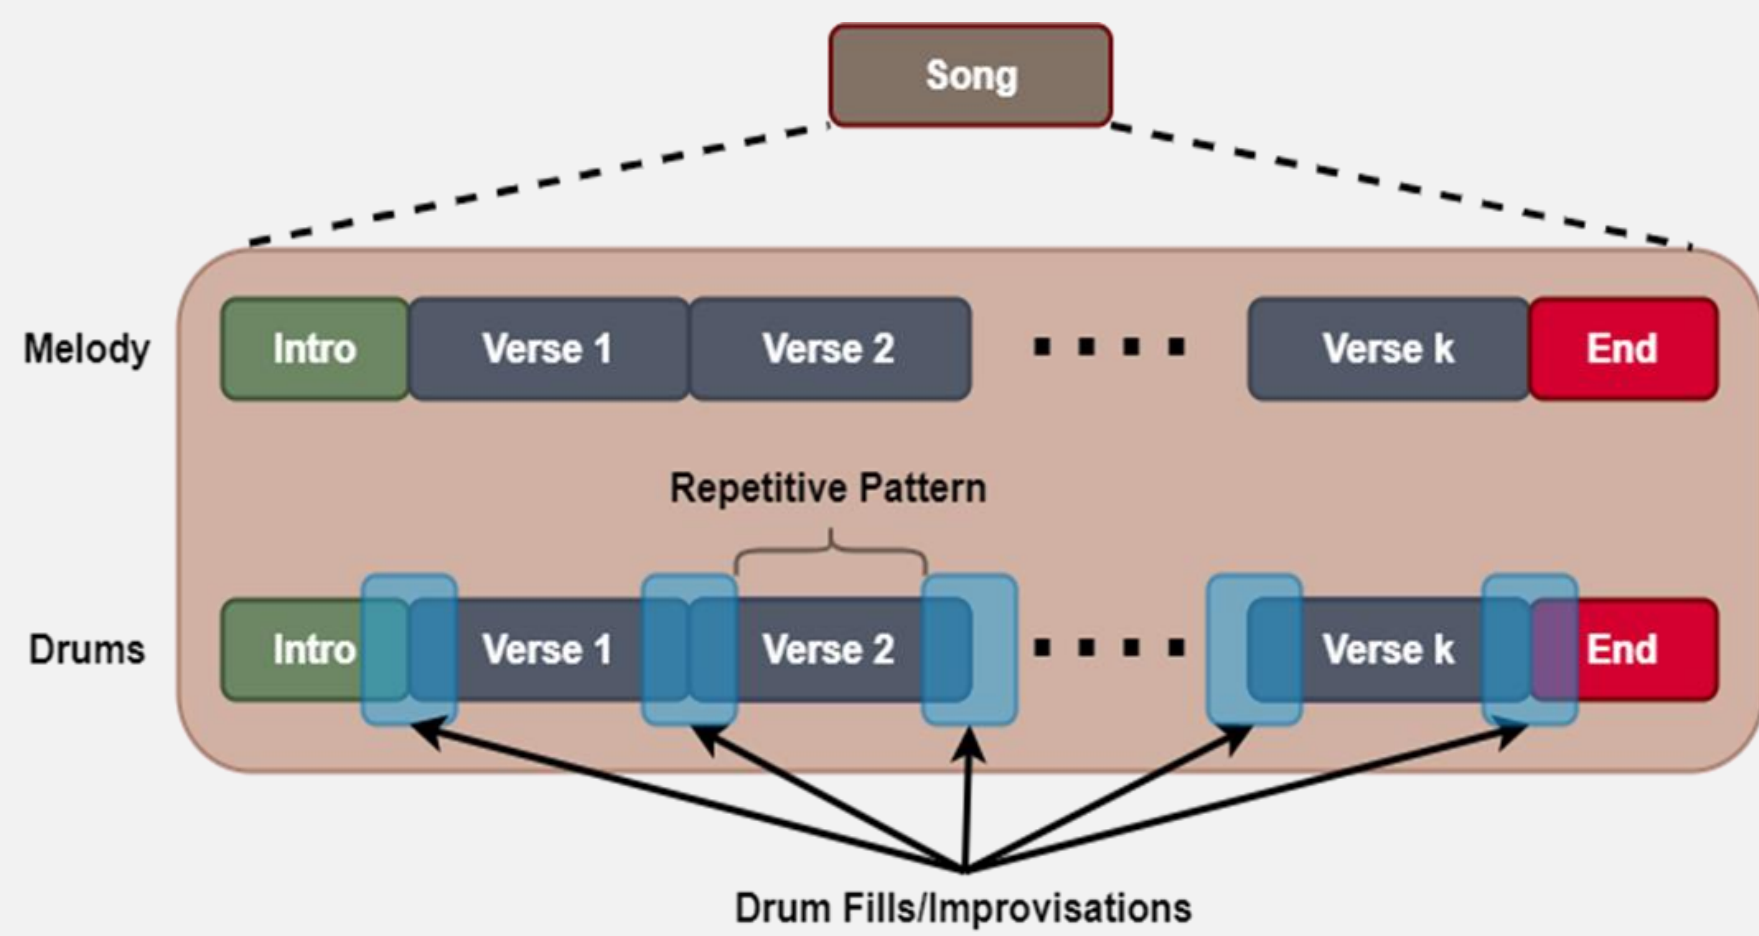 Song
Melody
Intro
Verse 1
Verse 2
Verse k
End
Repetitive Pattern
Drums
Intro
Verse 1
Verse 2
Verse k
End
Drum Fills/Improvisations